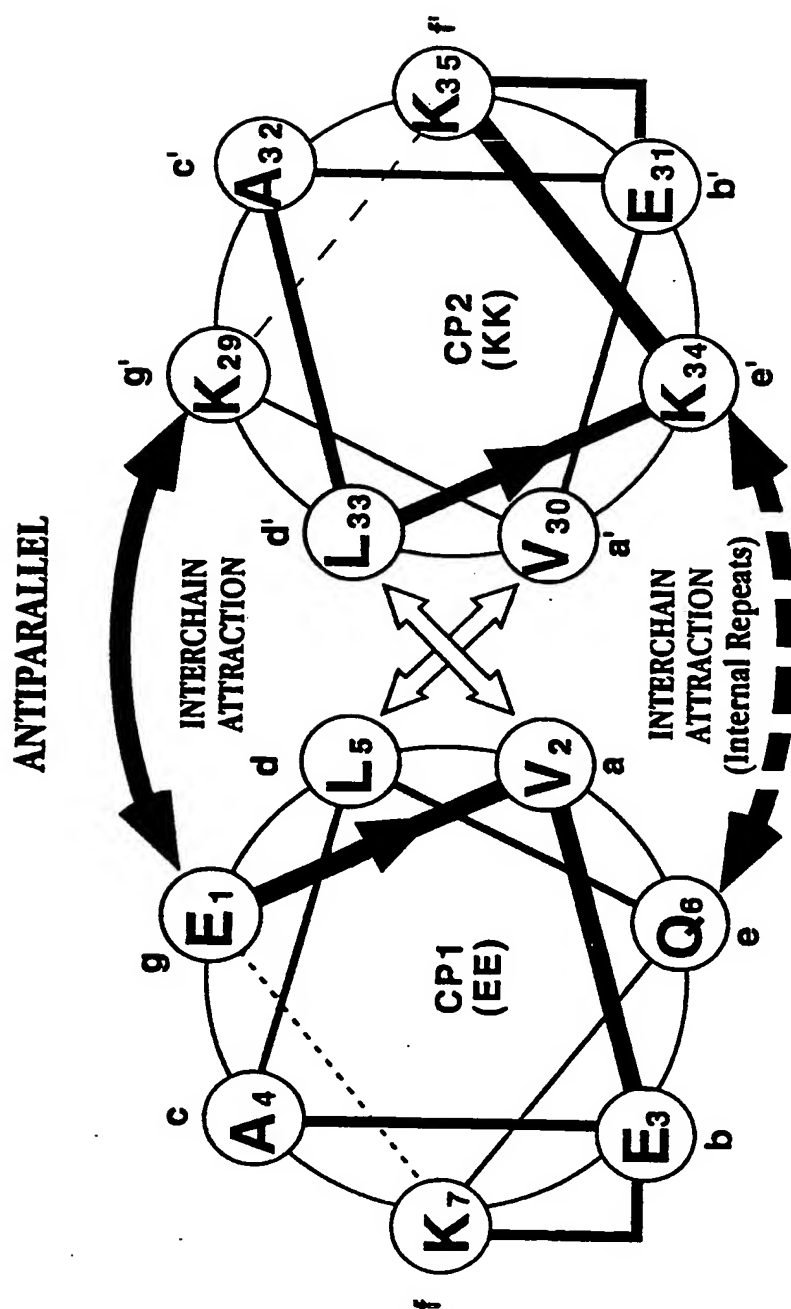 ANTIPARALLEL
INTERCHAIN
ATTRACTION
g
E1
c
A4
f
K7
b
E3
e
Q6
a
V2
d
L5
CP1
(EE)
g'
K29
c'
A32
f'
K35
b'
E31
e'
K34
a'
V30
d'
L33
CP2
(KK)
INTERCHAIN
ATTRACTION
(Internal Repeats)